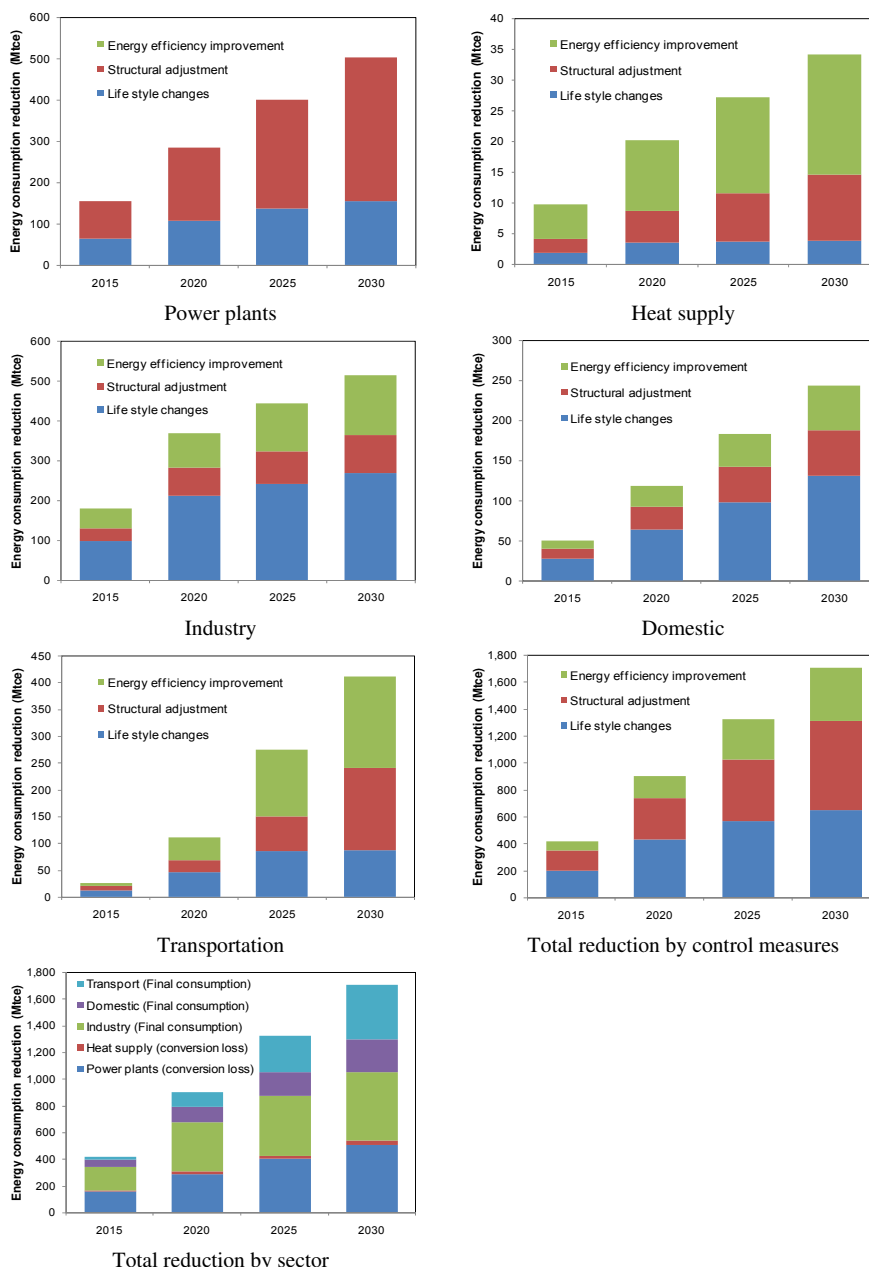 Energy consumption reduction (Mtce)
600
500
400
300
200
100
0
Energy efficiency improvement
Structural adjustment
Life style changes
2015 2020 2025 2030
Power plants
Energy consumption reduction (Mtce)
40
35
30
25
20
15
10
5
0
Energy efficiency improvement
Structural adjustment
Life style changes
2015 2020 2025 2030
Heat supply
Energy consumption reduction (Mtce)
600
500
400
300
200
100
0
Energy efficiency improvement
Structural adjustment
Life style changes
2015 2020 2025 2030
Industry
Energy consumption reduction (Mtce)
300
250
200
150
100
50
0
Energy efficiency improvement
Structural adjustment
Life style changes
2015 2020 2025 2030
Domestic
Energy consumption reduction (Mtce)
450
400
350
300
250
200
150
100
50
0
Energy efficiency improvement
Structural adjustment
Life style changes
2015 2020 2025 2030
Transportation
Energy consumption reduction (Mtce)
1,800
1,600
1,400
1,200
1,000
800
600
400
200
0
Energy efficiency improvement
Structural adjustment
Life style changes
2015 2020 2025 2030
Total reduction by control measures
Energy consumption reduction (Mtce)
1,800
1,600
1,400
1,200
1,000
800
600
400
200
0
Transport (Final consumption)
Domestic (Final consumption)
Industry (Final consumption)
Heat supply (conversion loss)
Power plants (conversion loss)
2015 2020 2025 2030
Total reduction by sector